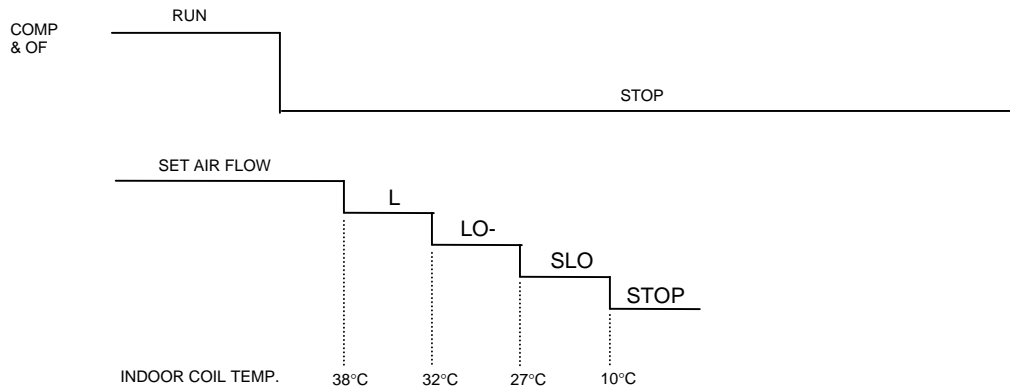 COMP
& OF
RUN
STOP
SET AIR FLOW
L
LO-
SLO
STOP
INDOOR COIL TEMP. 38°C 32°C 27°C 10°C